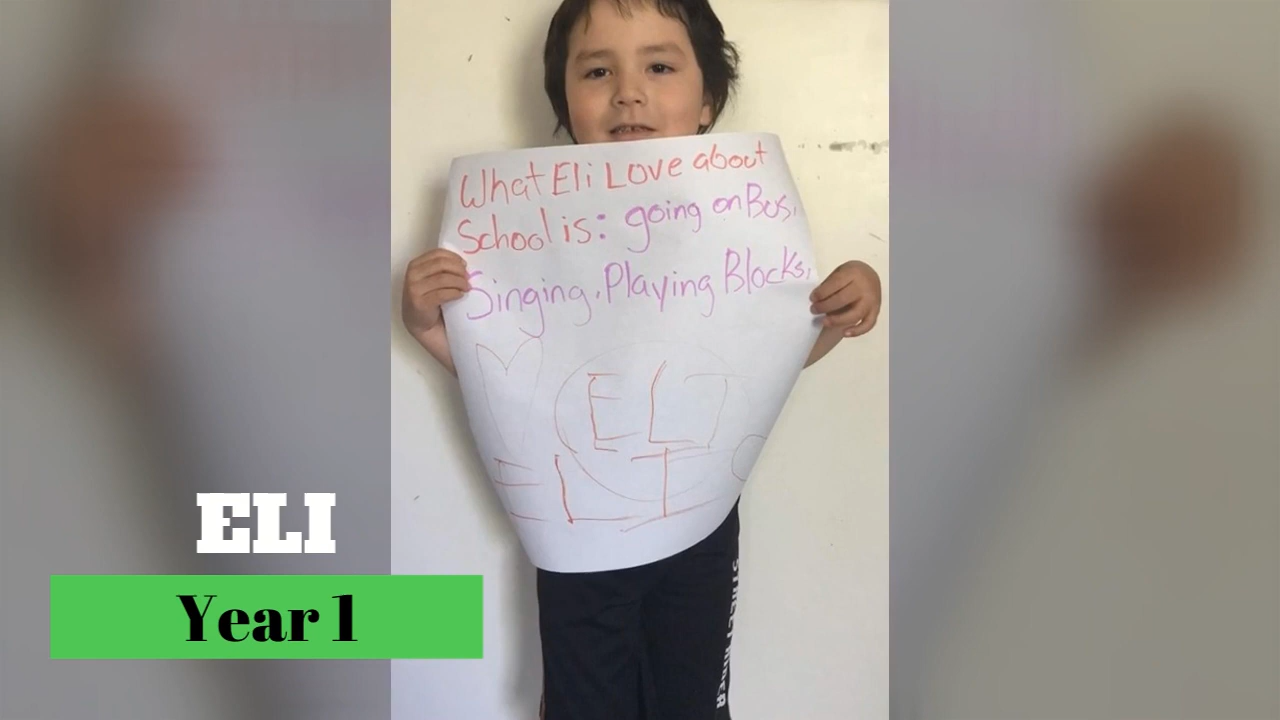 What Eli Love about
School is: going on Bus,
Singing, Playing Blocks,
ELI
ELI
ELI
Year 1